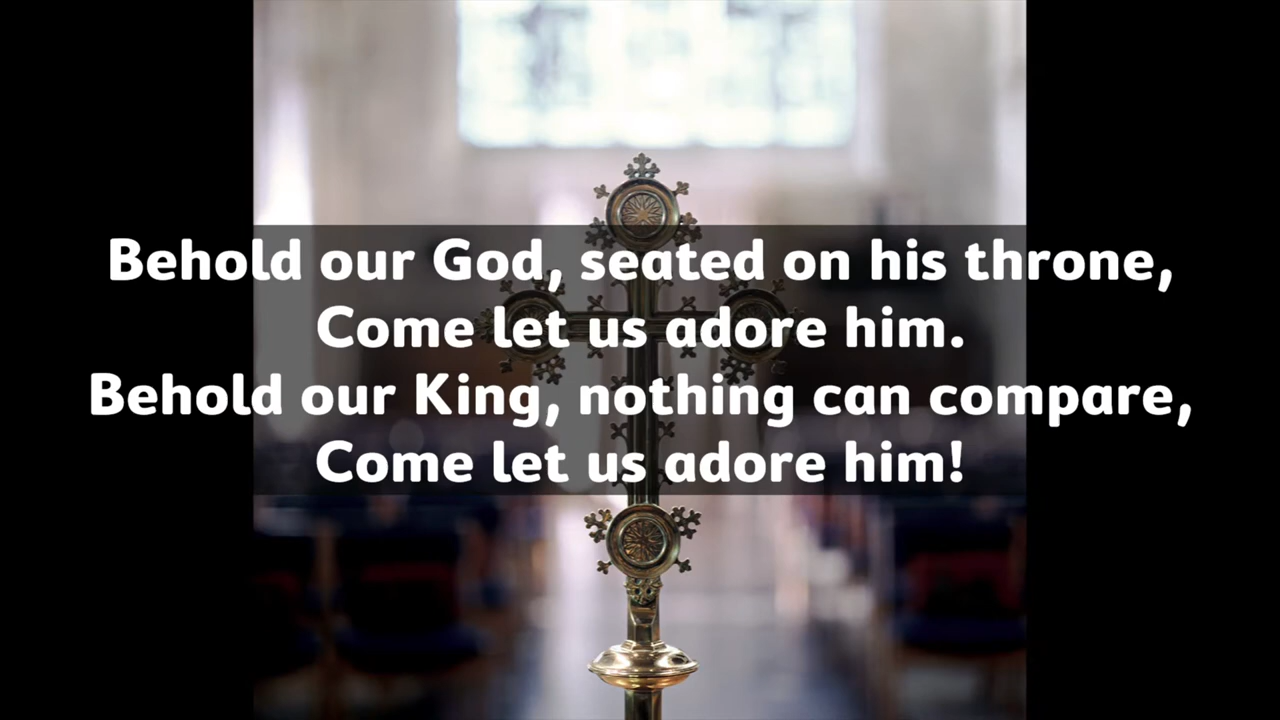 Behold our God, seated on his throne,
Come let us adore him.
Behold our King, nothing can compare,
Come let us adore him!